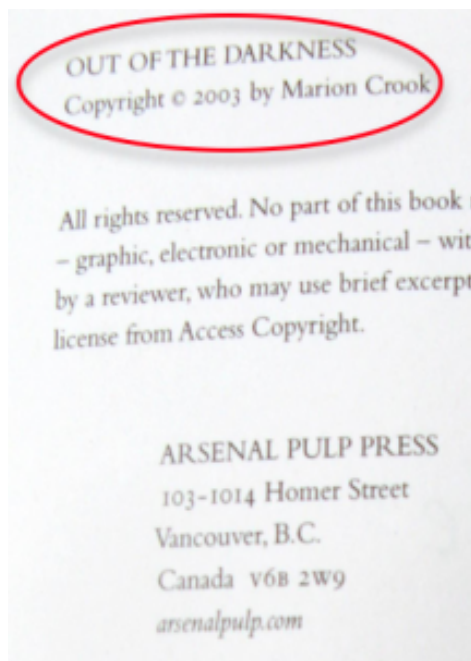 OUT OF THE DARKNESS
Copyright © 2003 by Marion Crook
All rights reserved. No part of this book
– graphic, electronic or mechanical – wit
by a reviewer, who may use brief excerpt
license from Access Copyright.
ARSENAL PULP PRESS
103-1014 Homer Street
Vancouver, B.C.
Canada V6B 2W9
arsenalpulp.com